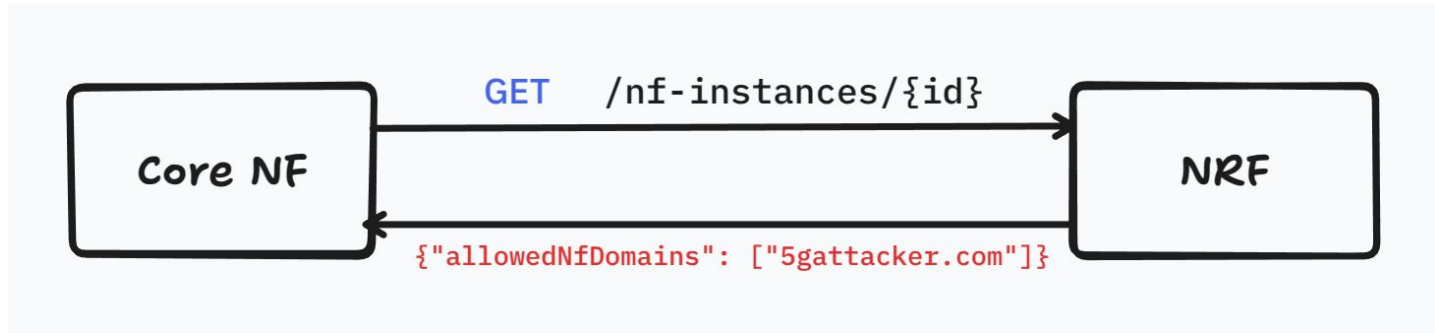 GET /nf-instances/{id}
Core NF
NRF
{"allowedNfDomains": ["5gattacker.com"]}